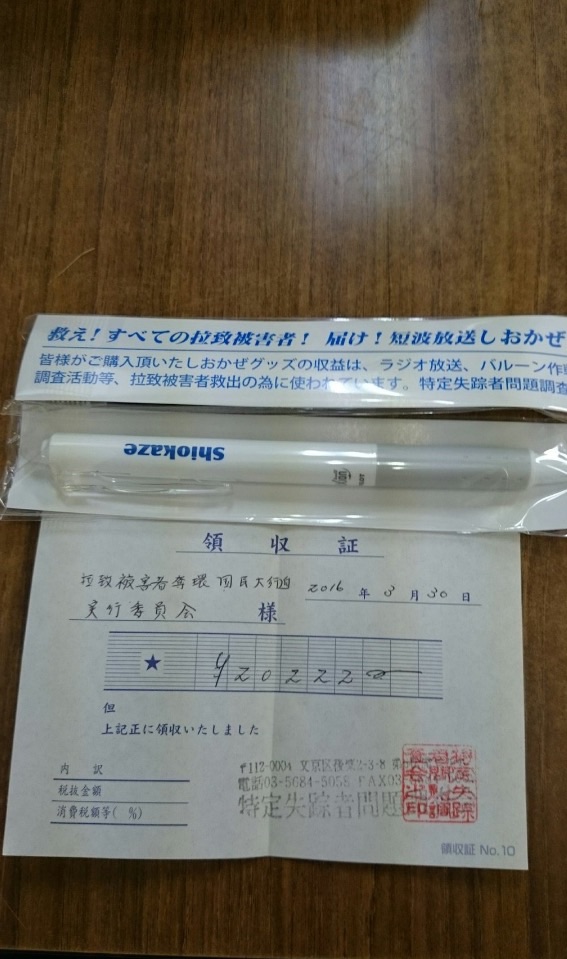 救え!すべての拉致被害者! 届け!短波放送しおかぜ
皆様がご購入頂いたしおかぜグッズの収益は、ラジオ放送、バルーン作
調査活動等、拉致被害者救出の為に使われています。特定失踪者問題調査
Shiokaze
領収証
拉致被害者奪環国民大行進 2016年3月30日
実行委員会 様
★ ¥20222
但
上記正に領収いたしました
内訳
税抜金額
消費税額等( %)
〒112-0004 文京区後楽2-3-8
電話03-5684-5058 FAX03
特定失踪者問題
領収証 No.10